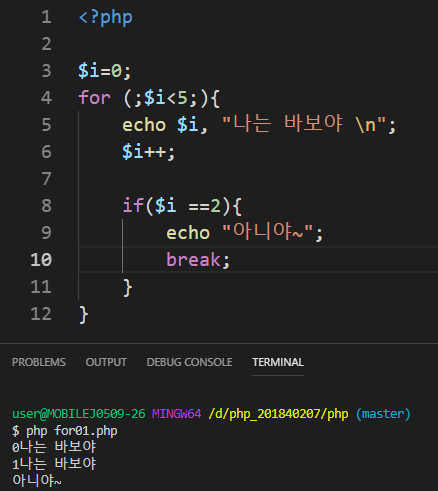 1 <?php
2
3 $i=0;
4 for (;$i<5;){
5 echo $i, "나는 바보야 \n";
6 $i++;
7
8 if($i ==2){
9 echo "아니야~";
10 break;
11 }
12 }
PROBLEMS OUTPUT DEBUG CONSOLE TERMINAL
user@MOBILEJ0509-26 MINGW64 /d/php_201840207/php (master)
$ php for01.php
0나는 바보야
1나는 바보야
아니야~